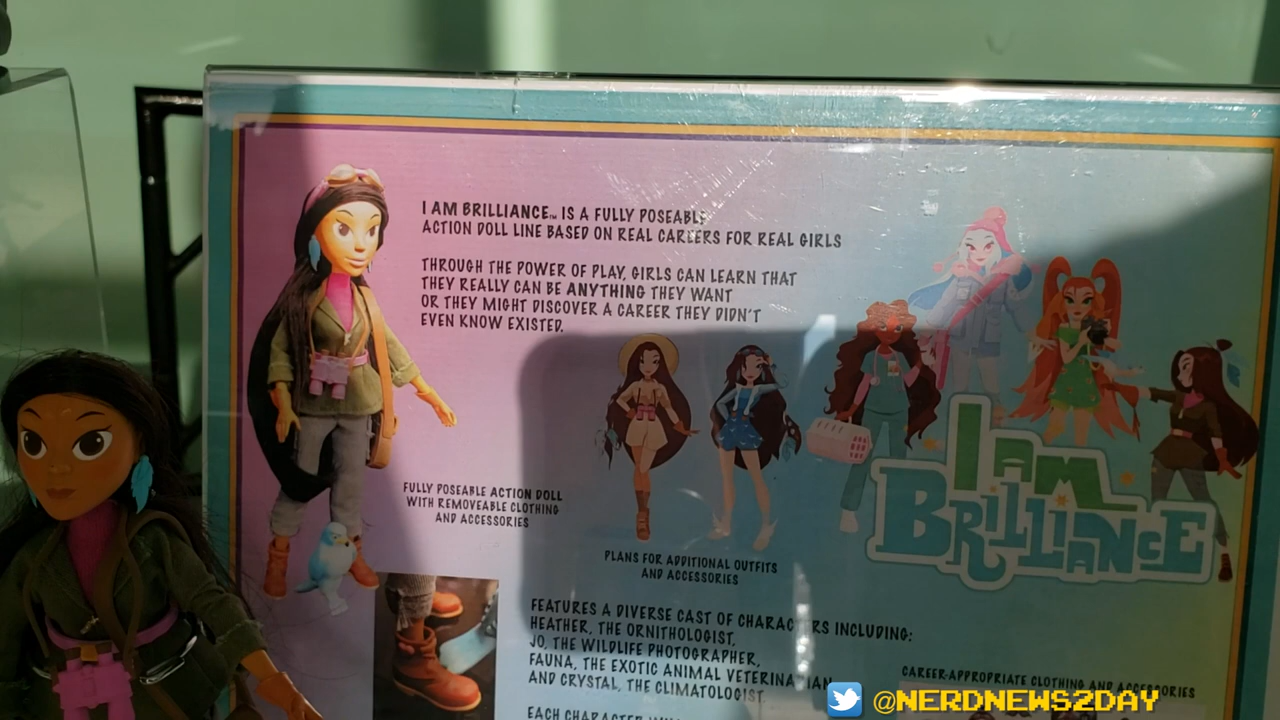 I AM BRILLIANCE™ IS A FULLY POSEABLE
ACTION DOLL LINE BASED ON REAL CAREERS FOR REAL GIRLS
THROUGH THE POWER OF PLAY, GIRLS CAN LEARN THAT
THEY REALLY CAN BE ANYTHING THEY WANT
OR THEY MIGHT DISCOVER A CAREER THEY DIDN'T
EVEN KNOW EXISTED.
FULLY POSEABLE ACTION DOLL
WITH REMOVEABLE CLOTHING
AND ACCESSORIES
PLANS FOR ADDITIONAL OUTFITS
AND ACCESSORIES
I AM
BRILLIANCE
FEATURES A DIVERSE CAST OF CHARACTERS INCLUDING:
HEATHER, THE ORNITHOLOGIST,
JO, THE WILDLIFE PHOTOGRAPHER,
FAUNA, THE EXOTIC ANIMAL VETERINARIAN
AND CRYSTAL, THE CLIMATOLOGIST.
CAREER-APPROPRIATE CLOTHING AND ACCESSORIES
EACH CHARACTER
@NERDNEWS2DAY